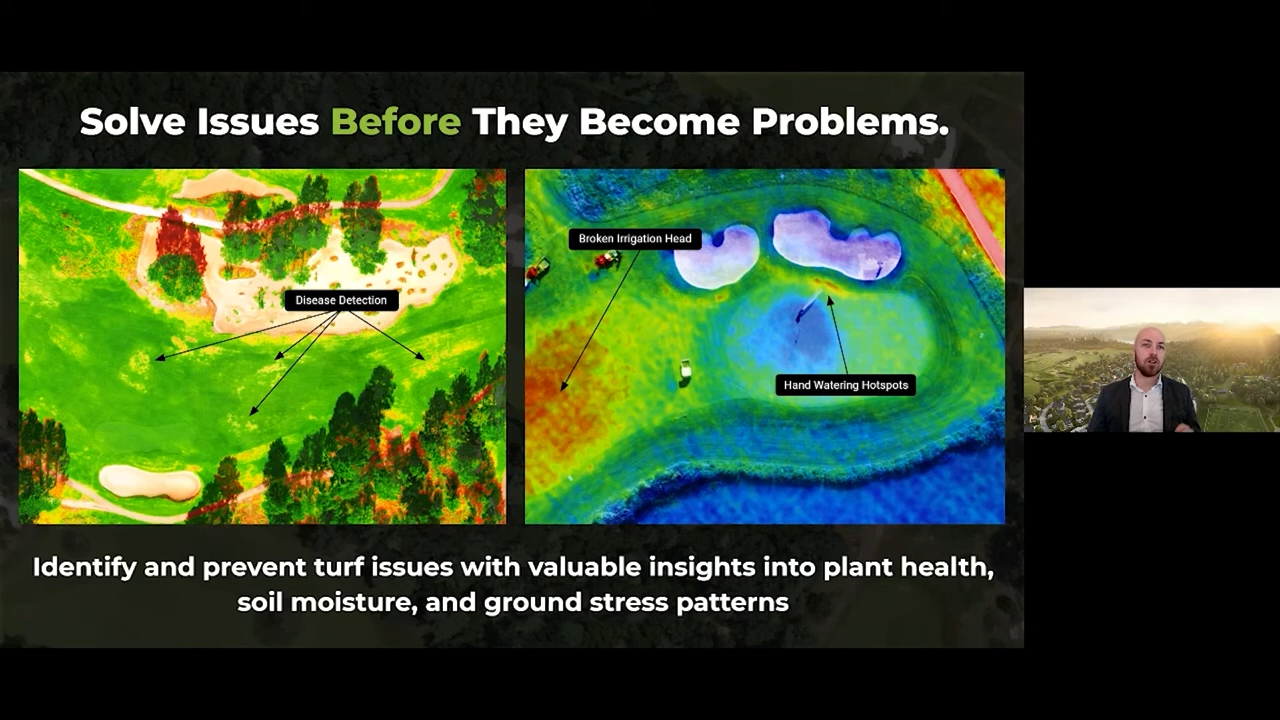 Solve Issues Before They Become Problems.
Disease Detection
Broken Irrigation Head
Hand Watering Hotspots
Identify and prevent turf issues with valuable insights into plant health,
soil moisture, and ground stress patterns